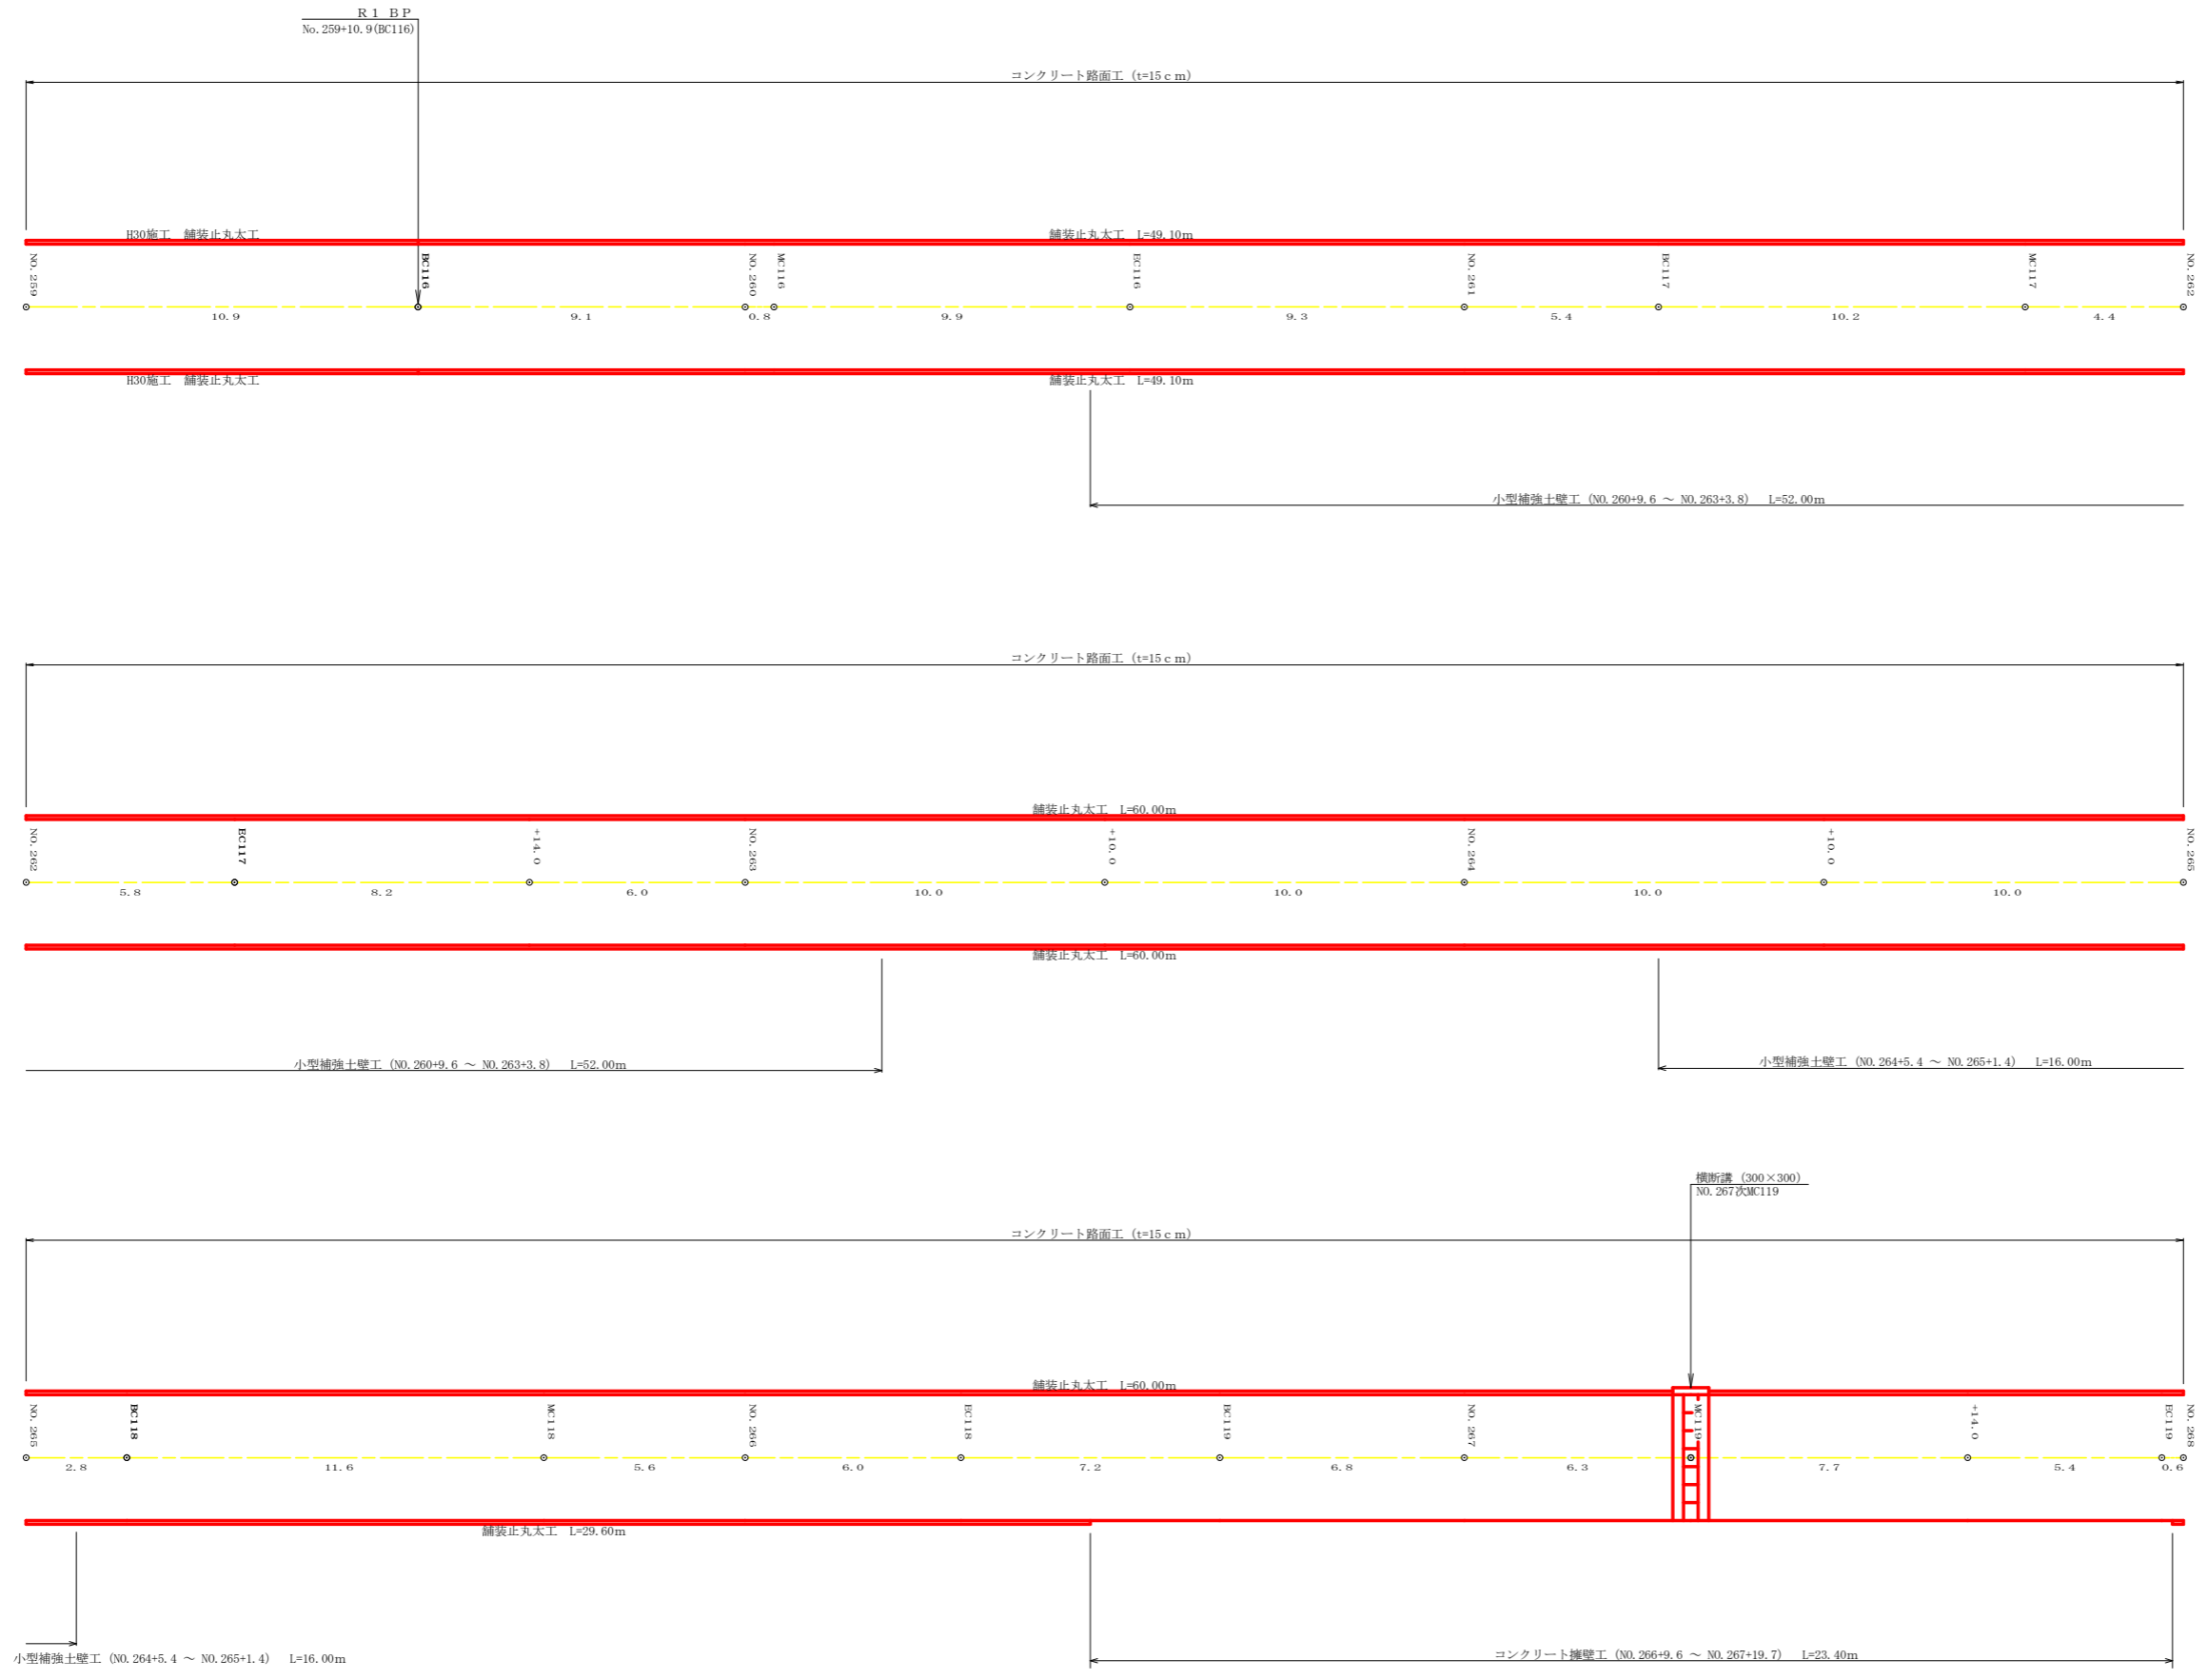 R1 BP
No.259+10.9(BC116)
コンクリート路面工 (t=15ｃｍ)
H30施工　舗装止丸太工
舗装止丸太工　L=49.10m
NO.259
BC116
NO.260
MC116
EC116
NO.261
BC117
MC117
NO.262
10.9
9.1
0.8
9.9
9.3
5.4
10.2
4.4
H30施工　舗装止丸太工
舗装止丸太工　L=49.10m
小型補強土壁工 (NO.260+9.6 ～ NO.263+3.8)　L=52.00m
コンクリート路面工 (t=15ｃｍ)
舗装止丸太工　L=60.00m
NO.262
EC117
+14.0
NO.263
+10.0
NO.264
+10.0
NO.265
5.8
8.2
6.0
10.0
10.0
10.0
10.0
舗装止丸太工　L=60.00m
小型補強土壁工 (NO.260+9.6 ～ NO.263+3.8)　L=52.00m
小型補強土壁工 (NO.264+5.4 ～ NO.265+1.4)　L=16.00m
横断溝 (300×300)
NO.267次MC119
コンクリート路面工 (t=15ｃｍ)
舗装止丸太工　L=60.00m
NO.265
BC118
MC118
NO.266
EC118
BC119
NO.267
MC119
+14.0
EC119
NO.268
2.8
11.6
5.6
6.0
7.2
6.8
6.3
7.7
5.4
0.6
舗装止丸太工　L=29.60m
小型補強土壁工 (NO.264+5.4 ～ NO.265+1.4)　L=16.00m
コンクリート擁壁工 (NO.266+9.6 ～ NO.267+19.7)　L=23.40m